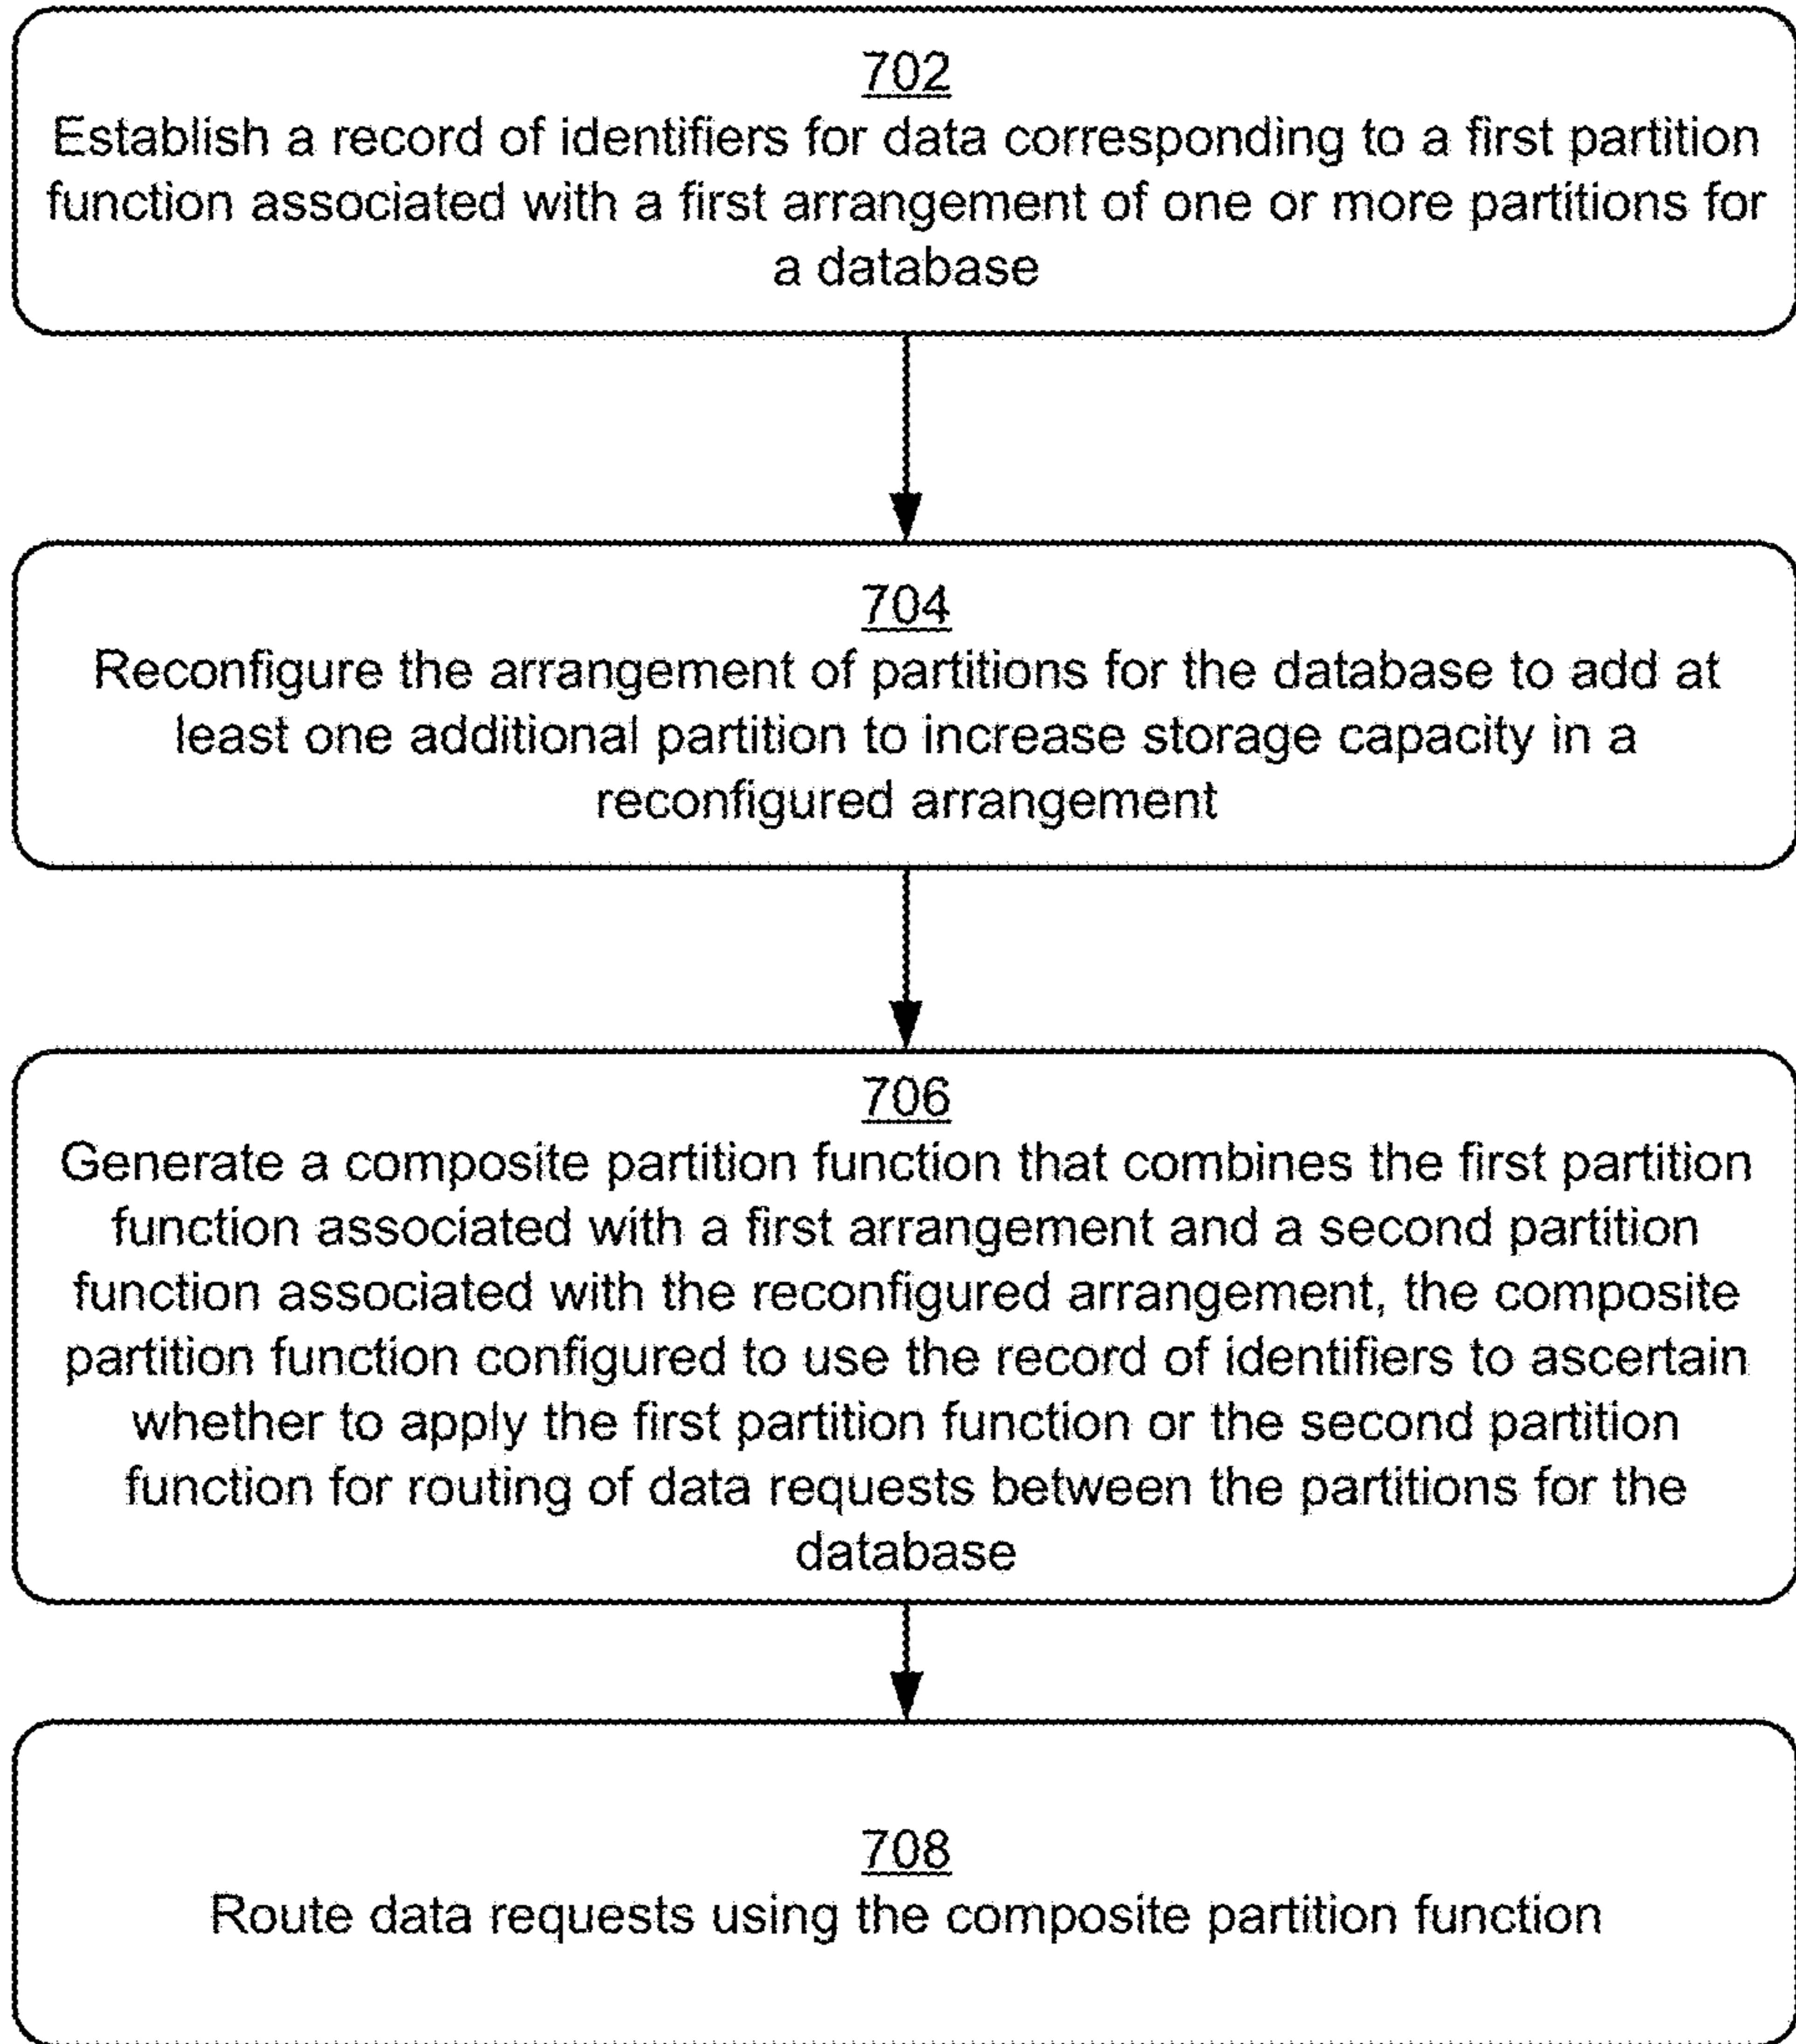 702
Establish a record of identifiers for data corresponding to a first partition
function associated with a first arrangement of one or more partitions for
a database
704
Reconfigure the arrangement of partitions for the database to add at
least one additional partition to increase storage capacity in a
reconfigured arrangement
706
Generate a composite partition function that combines the first partition
function associated with a first arrangement and a second partition
function associated with the reconfigured arrangement, the composite
partition function configured to use the record of identifiers to ascertain
whether to apply the first partition function or the second partition
function for routing of data requests between the partitions for the
database
708
Route data requests using the composite partition function